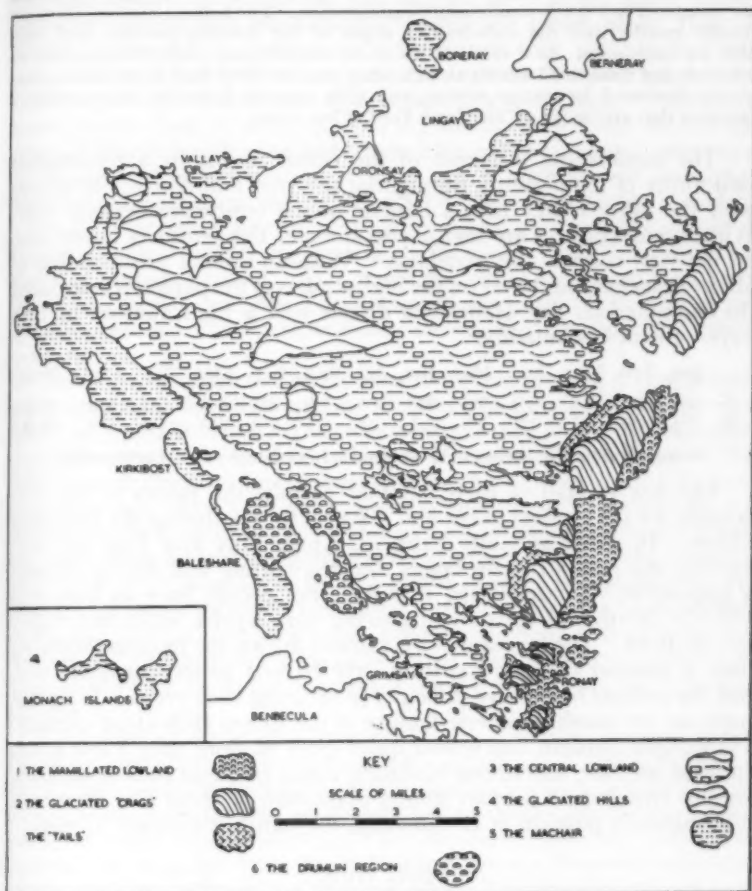 BORERAY
BERNERAY
LINGAY
VALLAY
ORONSAY
KIRKIBOST
BALESHARE
GRIMSAY
RONAY
MONACH ISLANDS
BENBECULA
KEY
1 THE MAMILLATED LOWLAND
3 THE CENTRAL LOWLAND
2 THE GLACIATED "CRAGS"
SCALE OF MILES
4 THE GLACIATED HILLS
THE "TAILS"
0 1 2 3 4 5
5 THE MACHAIR
6 THE DRUMLIN REGION